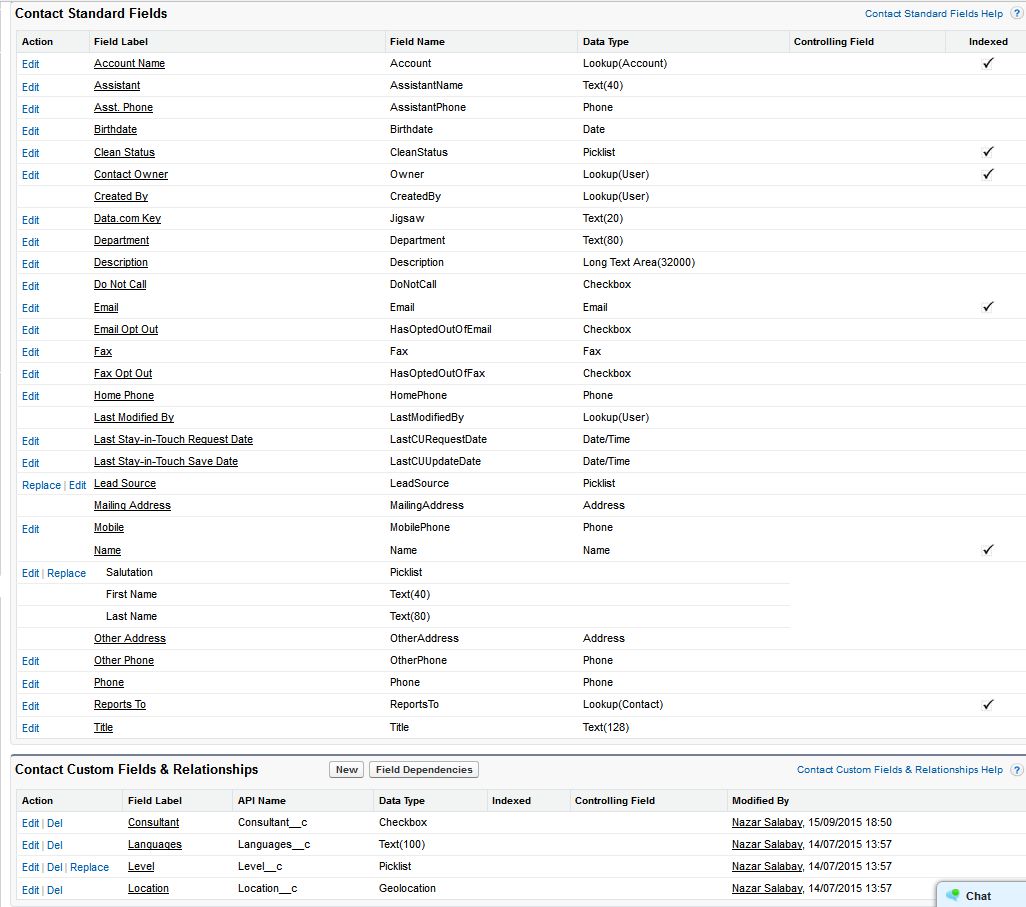 Contact Standard Fields Contact Standard Fields Help ?
Action Field Label Field Name Data Type Controlling Field Indexed
Edit Account Name Account Lookup(Account) ✓
Edit Assistant AssistantName Text(40)
Edit Asst. Phone AssistantPhone Phone
Edit Birthdate Birthdate Date
Edit Clean Status CleanStatus Picklist ✓
Edit Contact Owner Owner Lookup(User) ✓
Created By CreatedBy Lookup(User)
Edit Data.com Key Jigsaw Text(20)
Edit Department Department Text(80)
Edit Description Description Long Text Area(32000)
Edit Do Not Call DoNotCall Checkbox
Edit Email Email Email ✓
Edit Email Opt Out HasOptedOutOfEmail Checkbox
Edit Fax Fax Fax
Edit Fax Opt Out HasOptedOutOfFax Checkbox
Edit Home Phone HomePhone Phone
Last Modified By LastModifiedBy Lookup(User)
Edit Last Stay-in-Touch Request Date LastCURequestDate Date/Time
Edit Last Stay-in-Touch Save Date LastCUUpdateDate Date/Time
Replace | Edit Lead Source LeadSource Picklist
Mailing Address MailingAddress Address
Edit Mobile MobilePhone Phone
Name Name Name ✓
Edit | Replace Salutation Picklist
First Name Text(40)
Last Name Text(80)
Other Address OtherAddress Address
Edit Other Phone OtherPhone Phone
Edit Phone Phone Phone
Edit Reports To ReportsTo Lookup(Contact) ✓
Edit Title Title Text(128)
Contact Custom Fields & Relationships New Field Dependencies Contact Custom Fields & Relationships Help ?
Action Field Label API Name Data Type Indexed Controlling Field Modified By
Edit | Del Consultant Consultant__c Checkbox Nazar Salabay, 15/09/2015 18:50
Edit | Del Languages Languages__c Text(100) Nazar Salabay, 14/07/2015 13:57
Edit | Del | Replace Level Level__c Picklist Nazar Salabay, 14/07/2015 13:57
Edit | Del Location Location__c Geolocation Nazar Salabay, 14/07/2015 13:57
Chat